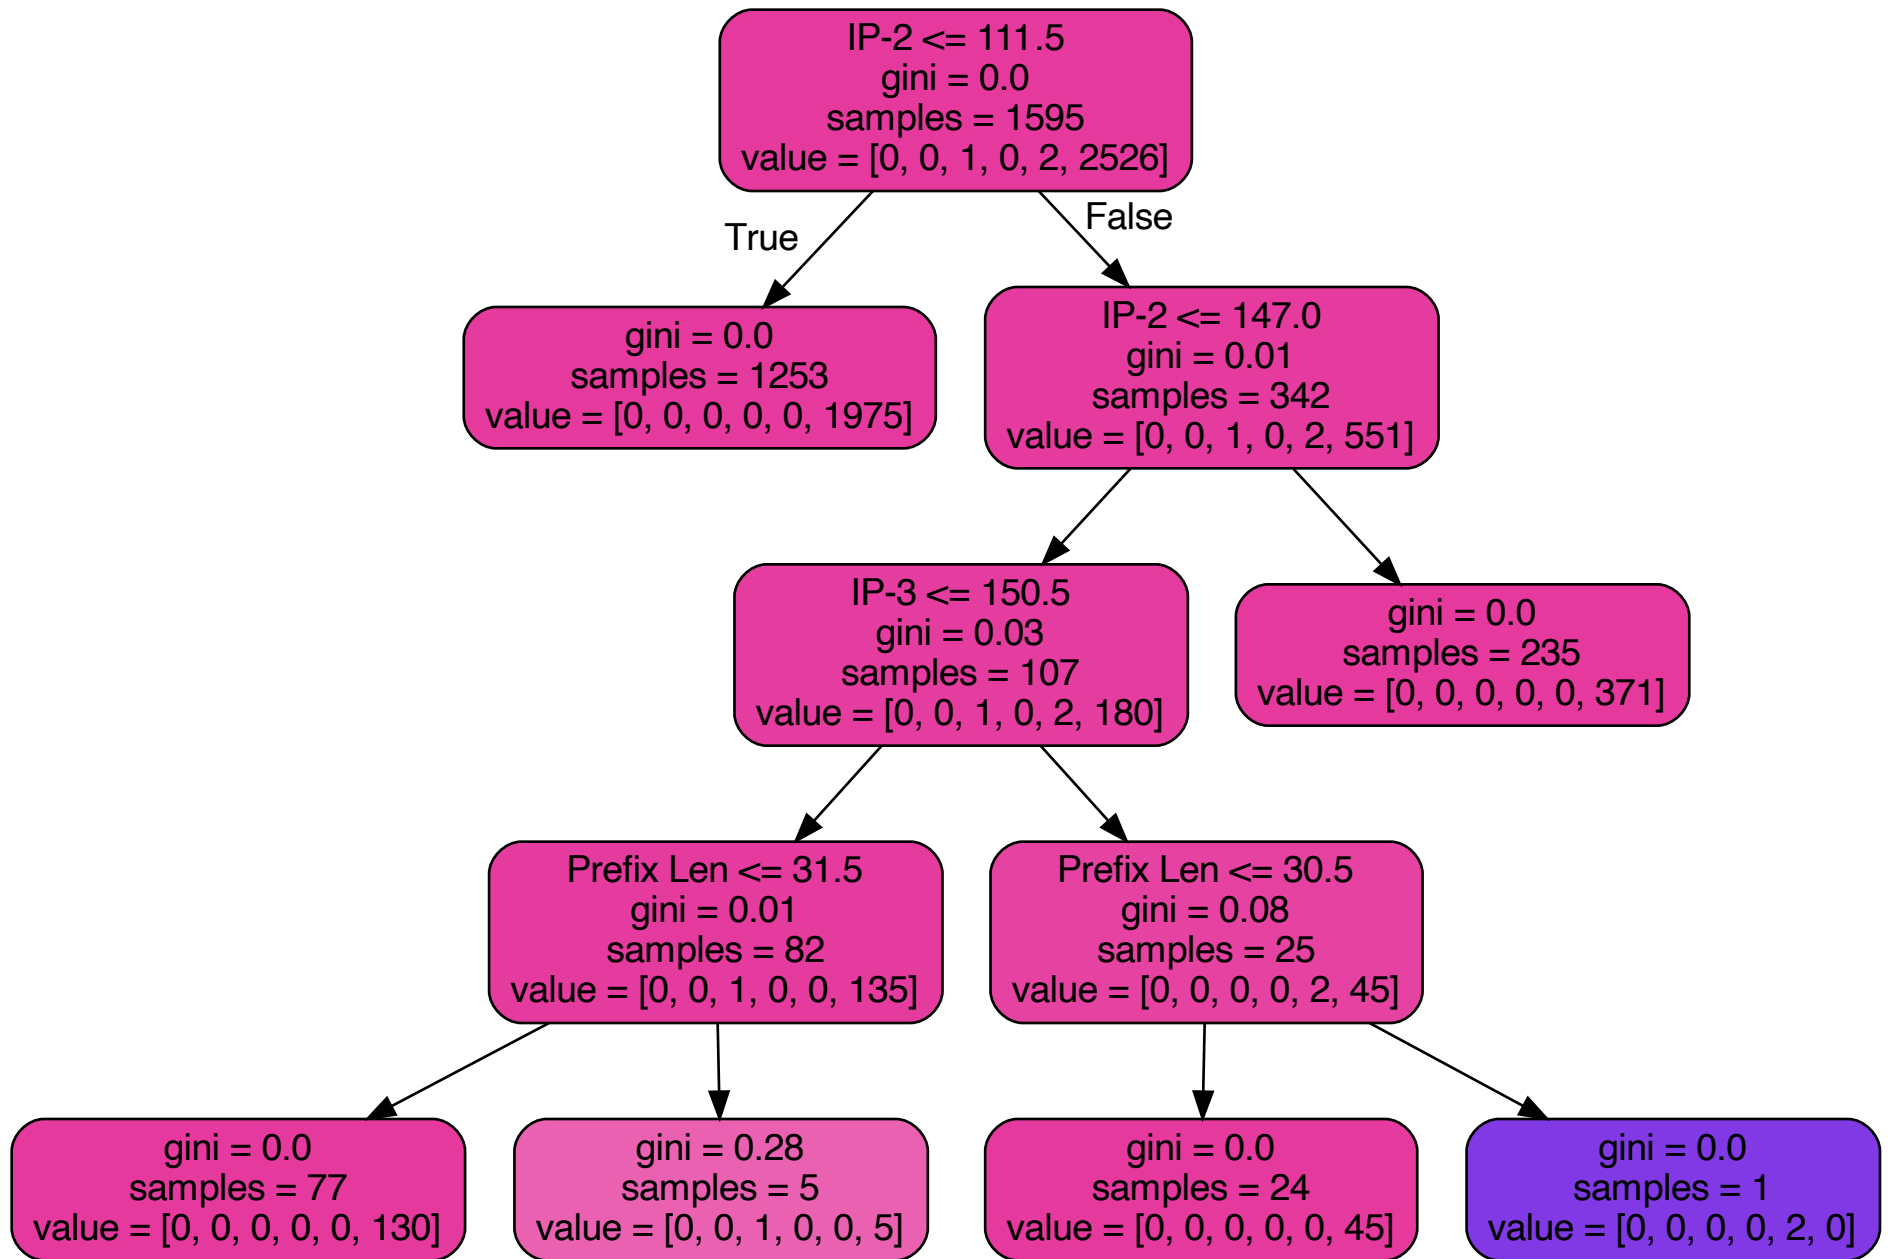 IP-2 <= 111.5
gini = 0.0
samples = 1595
value = [0, 0, 1, 0, 2, 2526]
True
False
gini = 0.0
samples = 1253
value = [0, 0, 0, 0, 0, 1975]
IP-2 <= 147.0
gini = 0.01
samples = 342
value = [0, 0, 1, 0, 2, 551]
IP-3 <= 150.5
gini = 0.03
samples = 107
value = [0, 0, 1, 0, 2, 180]
gini = 0.0
samples = 235
value = [0, 0, 0, 0, 0, 371]
Prefix Len <= 31.5
gini = 0.01
samples = 82
value = [0, 0, 1, 0, 0, 135]
Prefix Len <= 30.5
gini = 0.08
samples = 25
value = [0, 0, 0, 0, 2, 45]
gini = 0.0
samples = 77
value = [0, 0, 0, 0, 0, 130]
gini = 0.28
samples = 5
value = [0, 0, 1, 0, 0, 5]
gini = 0.0
samples = 24
value = [0, 0, 0, 0, 0, 45]
gini = 0.0
samples = 1
value = [0, 0, 0, 0, 2, 0]